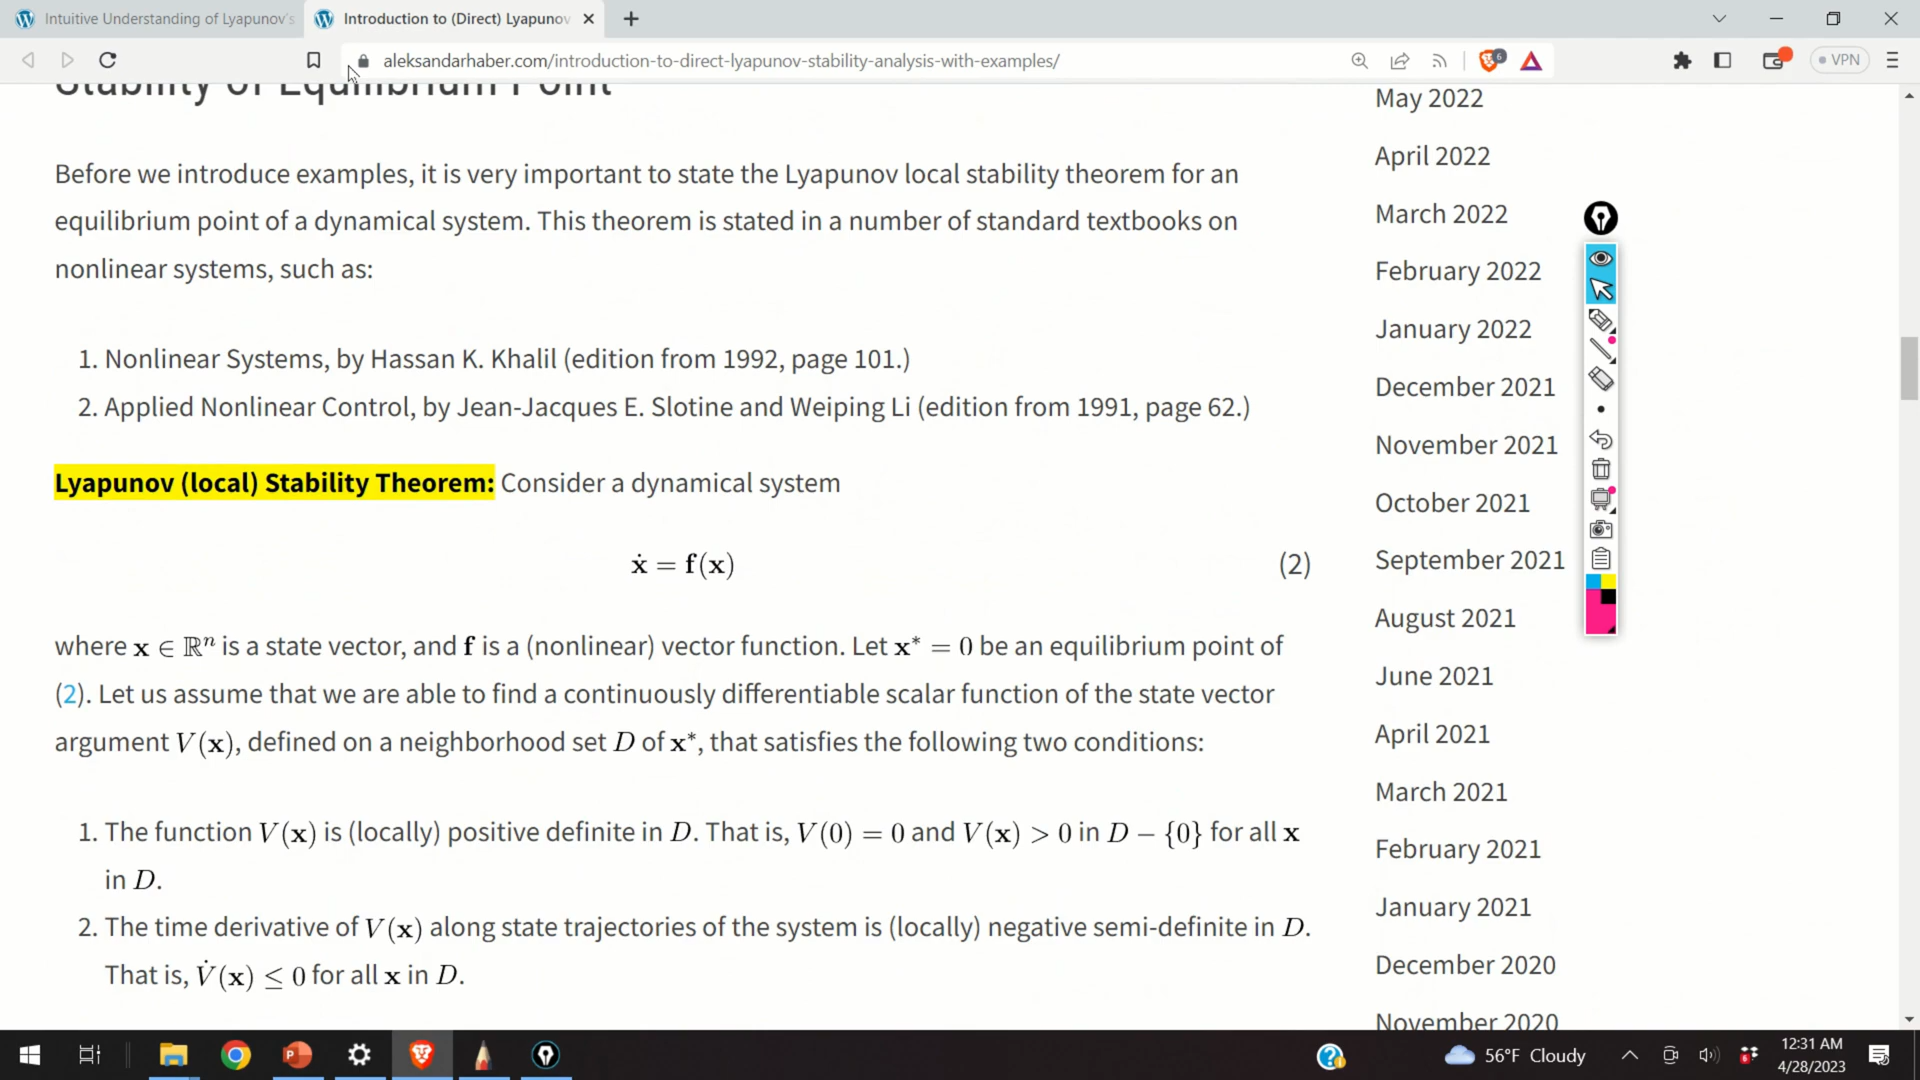 Intuitive Understanding of Lyapunov's
Introduction to (Direct) Lyapunov
aleksandarhaber.com/introduction-to-direct-lyapunov-stability-analysis-with-examples/
6
VPN
Stability of Equilibrium Point
Before we introduce examples, it is very important to state the Lyapunov local stability theorem for an
equilibrium point of a dynamical system. This theorem is stated in a number of standard textbooks on
nonlinear systems, such as:
1. Nonlinear Systems, by Hassan K. Khalil (edition from 1992, page 101.)
2. Applied Nonlinear Control, by Jean-Jacques E. Slotine and Weiping Li (edition from 1991, page 62.)
Lyapunov (local) Stability Theorem: Consider a dynamical system
ẋ = f(x) (2)
where x ∈ ℝⁿ is a state vector, and f is a (nonlinear) vector function. Let x* = 0 be an equilibrium point of
(2). Let us assume that we are able to find a continuously differentiable scalar function of the state vector
argument V(x), defined on a neighborhood set D of x*, that satisfies the following two conditions:
1. The function V(x) is (locally) positive definite in D. That is, V(0) = 0 and V(x) > 0 in D − {0} for all x
in D.
2. The time derivative of V(x) along state trajectories of the system is (locally) negative semi-definite in D.
That is, V̇(x) ≤ 0 for all x in D.
May 2022
April 2022
March 2022
February 2022
January 2022
December 2021
November 2021
October 2021
September 2021
August 2021
June 2021
April 2021
March 2021
February 2021
January 2021
December 2020
November 2020
56°F Cloudy
12:31 AM
4/28/2023